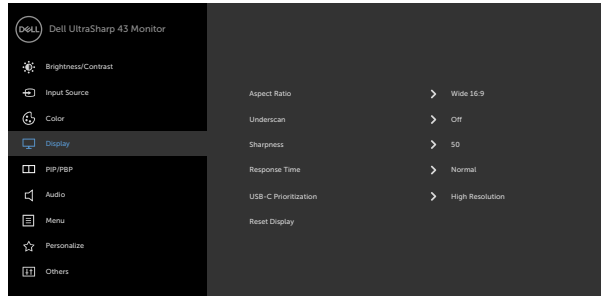 DELL Dell UltraSharp 43 Monitor
Brightness/Contrast
Input Source
Aspect Ratio Wide 16:9
Color
Underscan Off
Display
Sharpness 50
PIP/PBP
Response Time Normal
Audio
USB-C Prioritization High Resolution
Menu
Reset Display
Personalize
Others